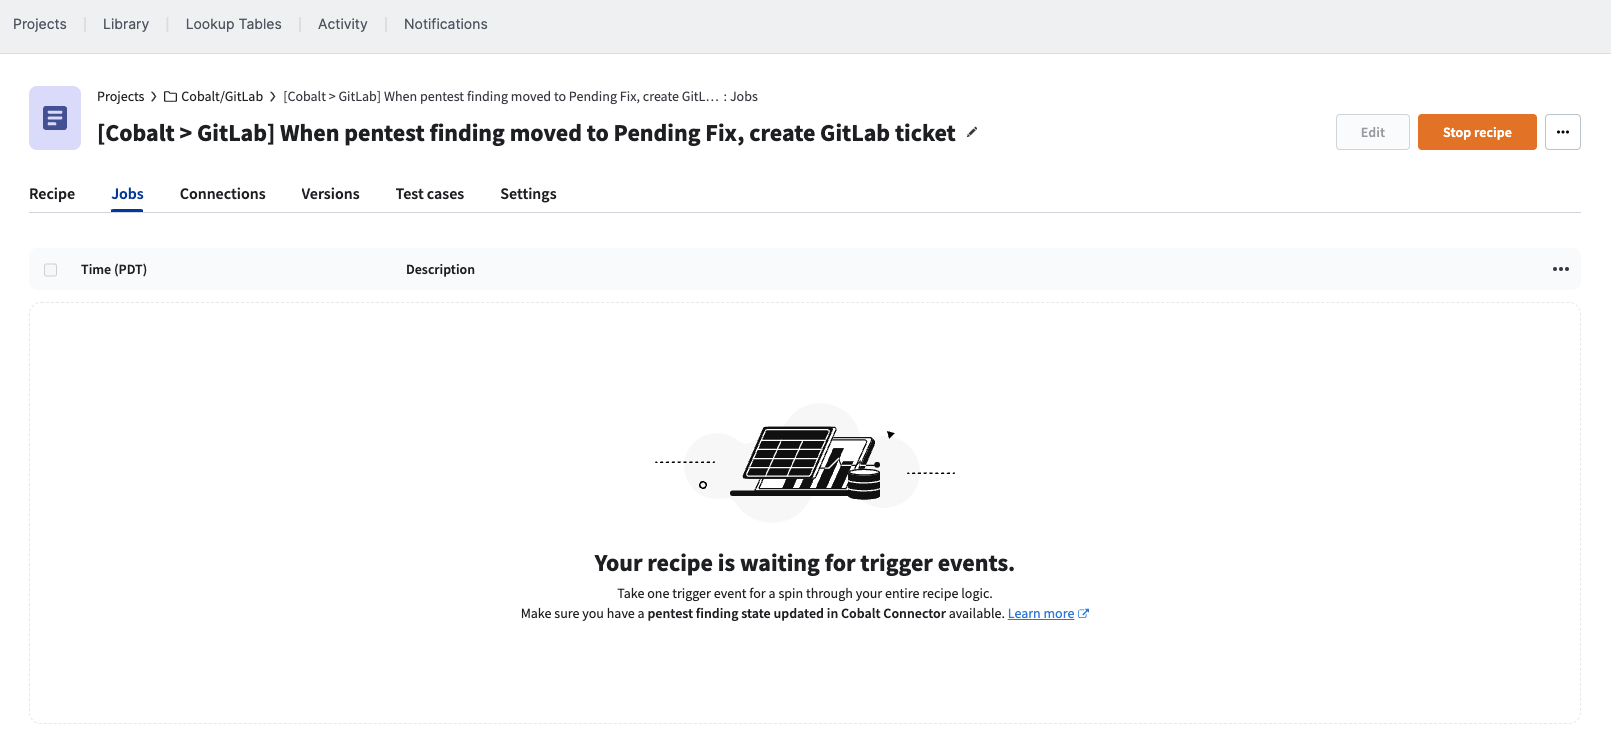 Projects | Library | Lookup Tables | Activity | Notifications
Projects > Cobalt/GitLab > [Cobalt > GitLab] When pentest finding moved to Pending Fix, create GitL... : Jobs
[Cobalt > GitLab] When pentest finding moved to Pending Fix, create GitLab ticket
Edit Stop recipe
Recipe Jobs Connections Versions Test cases Settings
Time (PDT) Description
Your recipe is waiting for trigger events.
Take one trigger event for a spin through your entire recipe logic.
Make sure you have a pentest finding state updated in Cobalt Connector available. Learn more